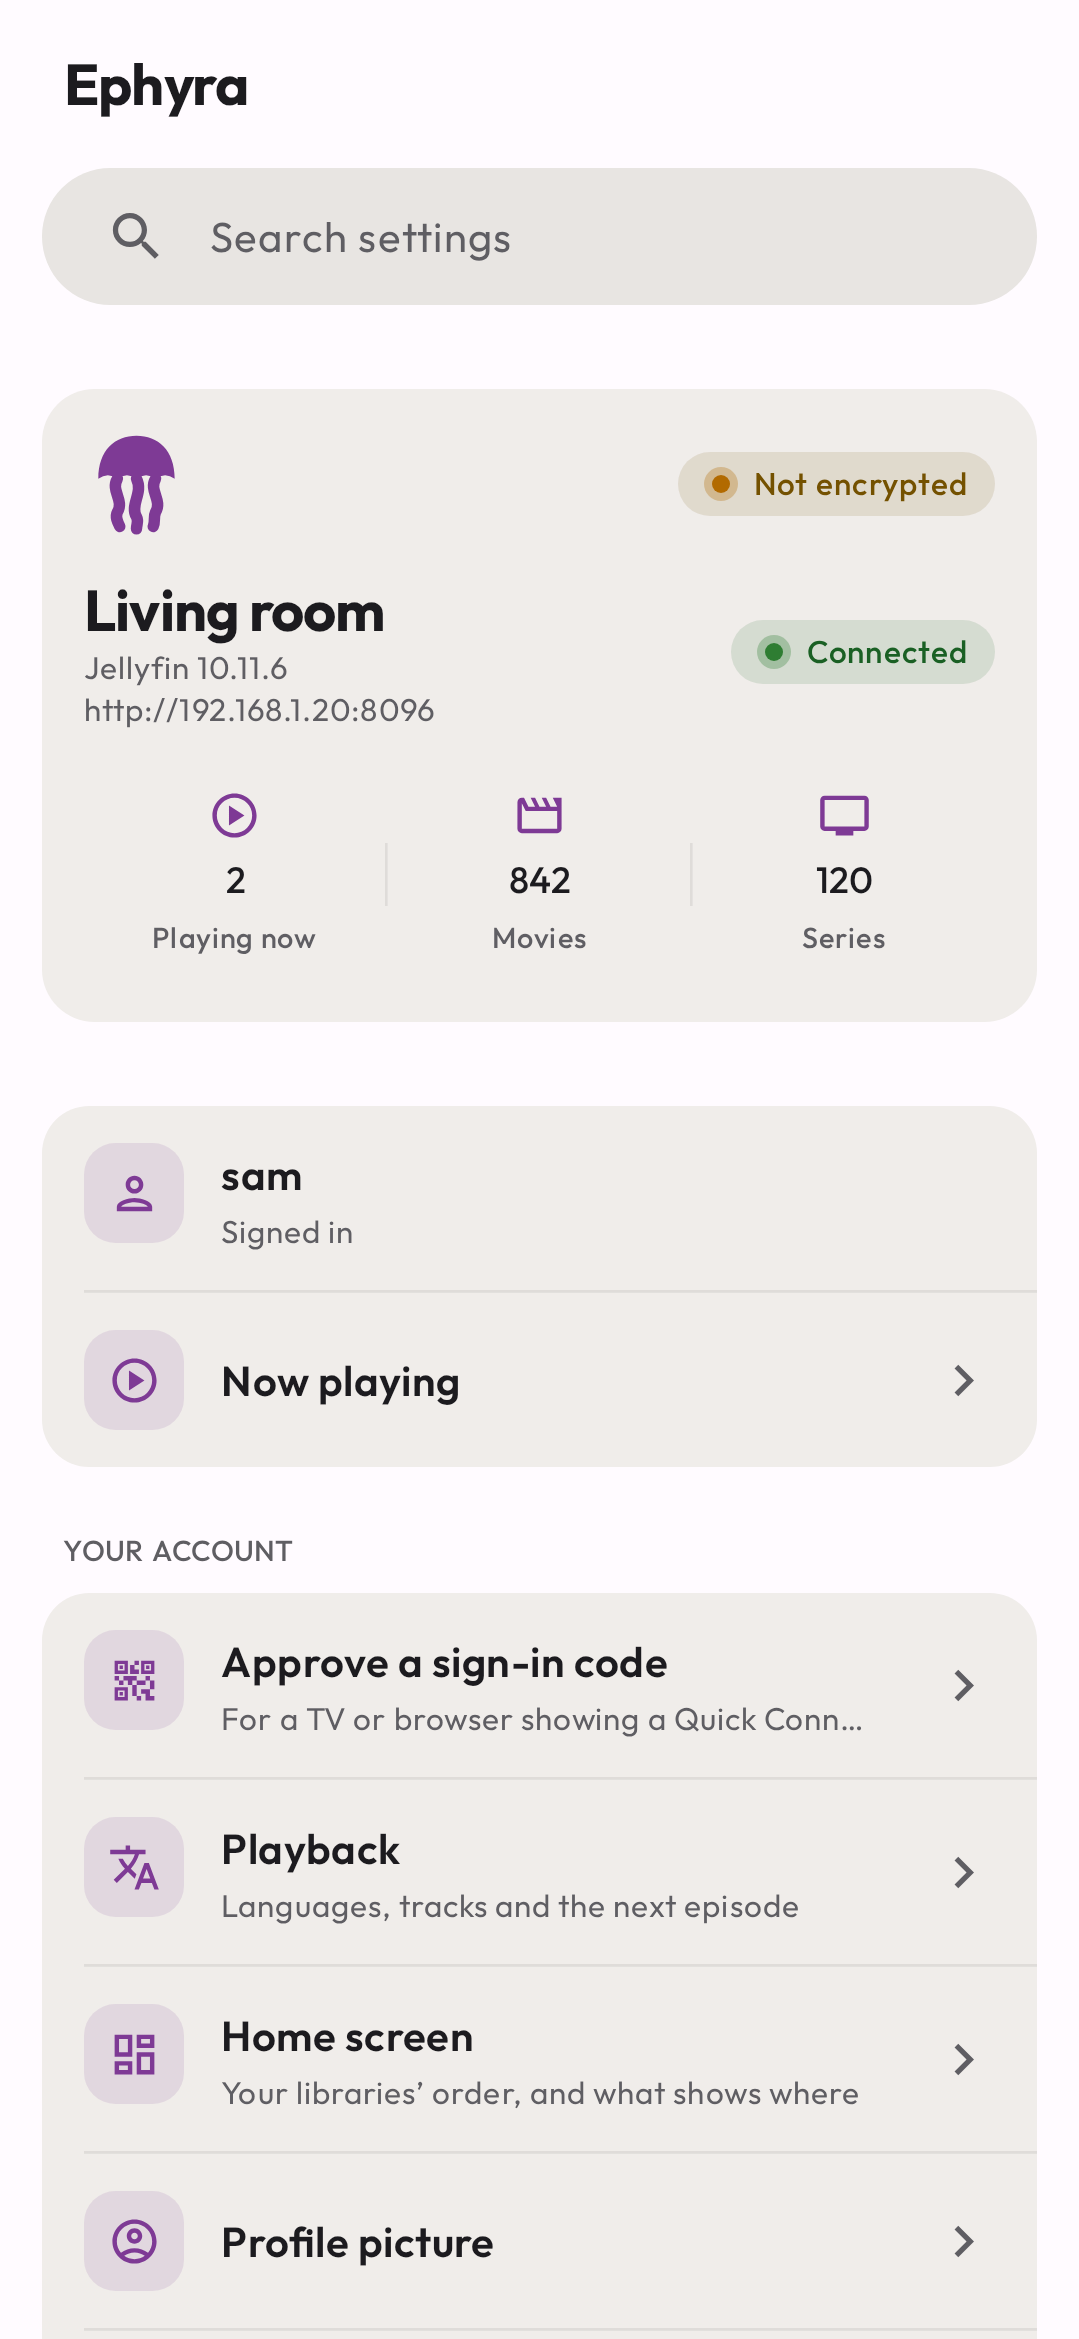 Ephyra
Search settings
Not encrypted
Living room
Jellyfin 10.11.6
http://192.168.1.20:8096
Connected
2
Playing now
842
Movies
120
Series
sam
Signed in
Now playing
YOUR ACCOUNT
Approve a sign-in code
For a TV or browser showing a Quick Conn…
Playback
Languages, tracks and the next episode
Home screen
Your libraries’ order, and what shows where
Profile picture